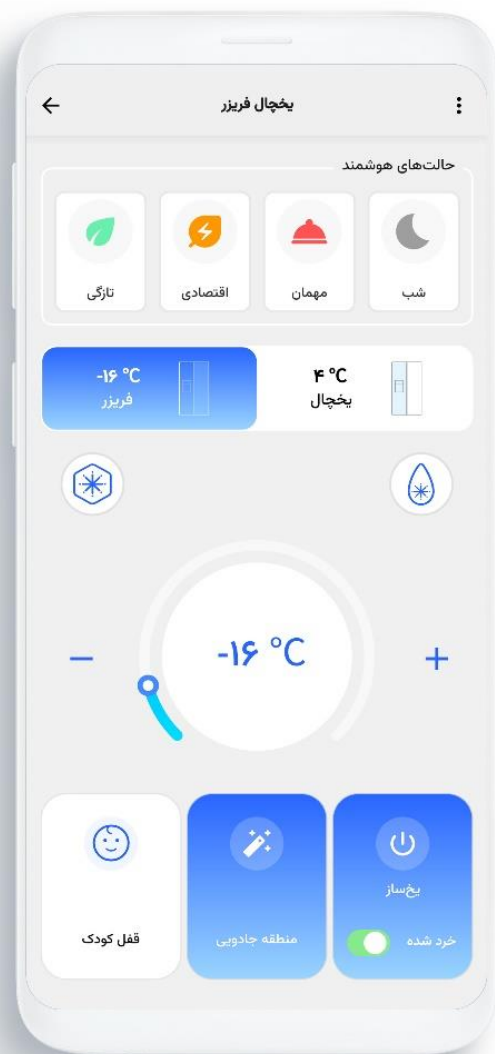 یخچال فریزر
حالت‌های هوشمند
شب
مهمان
اقتصادی
تازگی
۴ °C
یخچال
-۱۶ °C
فریزر
-۱۶ °C
یخ‌ساز
خرد شده
منطقه جادویی
قفل کودک